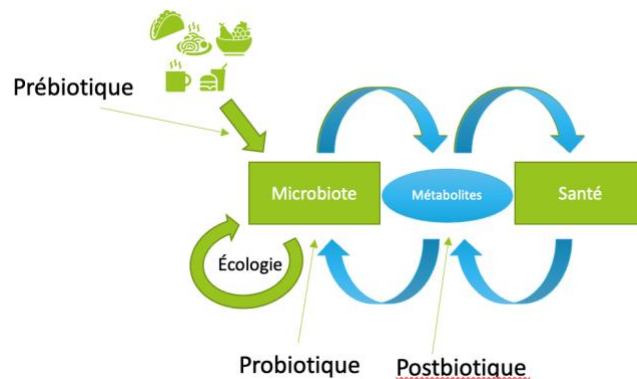 Prébiotique
Microbiote
Métabolites
Santé
Écologie
Probiotique
Postbiotique